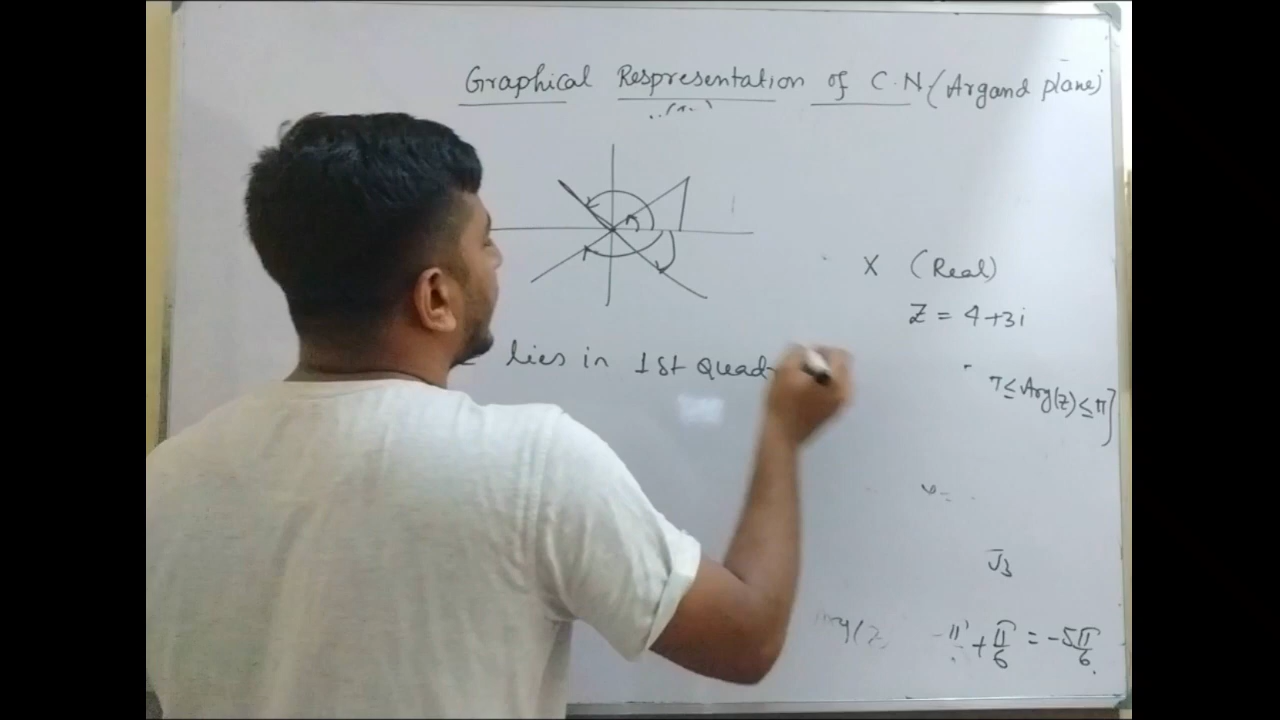 Graphical Respresentation of C.N (Argand plane)
X (Real)
Z = 4+3i
lies in 1st Quad
π ≤ Arg(z) ≤ π}
√3
-π + π/6 = -5π/6